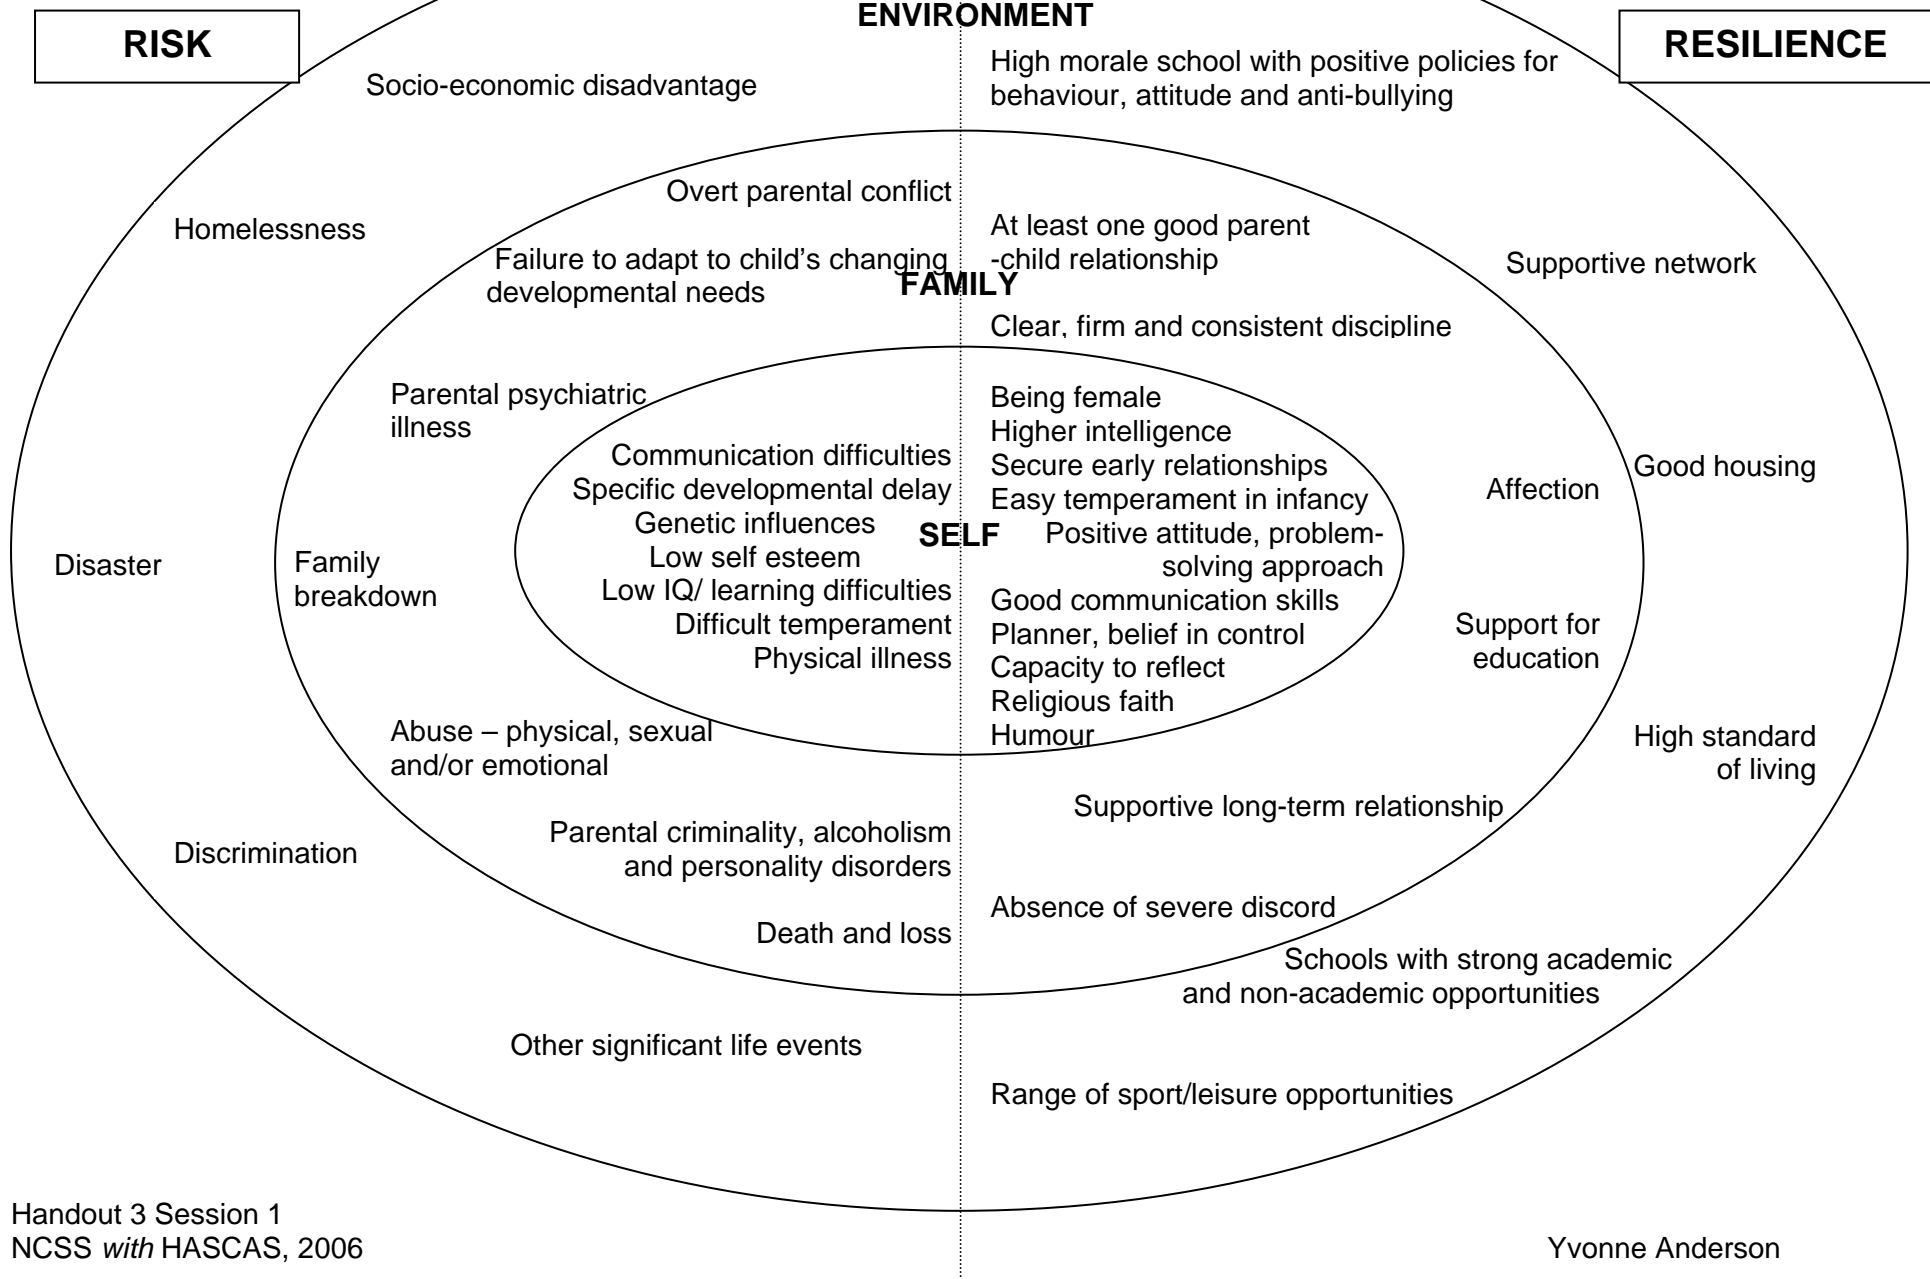 ENVIRONMENT
RISK
RESILIENCE
Socio-economic disadvantage
High morale school with positive policies for
behaviour, attitude and anti-bullying
Overt parental conflict
Homelessness
At least one good parent
-child relationship
Failure to adapt to child’s changing
developmental needs
FAMILY
Supportive network
Clear, firm and consistent discipline
Parental psychiatric
illness
Being female
Higher intelligence
Secure early relationships
Easy temperament in infancy
Positive attitude, problem-
solving approach
Good communication skills
Planner, belief in control
Capacity to reflect
Religious faith
Humour
Communication difficulties
Specific developmental delay
Genetic influences
Low self esteem
Low IQ/ learning difficulties
Difficult temperament
Physical illness
SELF
Affection
Good housing
Disaster
Family
breakdown
Support for
education
Abuse – physical, sexual
and/or emotional
High standard
of living
Supportive long-term relationship
Parental criminality, alcoholism
and personality disorders
Discrimination
Absence of severe discord
Death and loss
Schools with strong academic
and non-academic opportunities
Other significant life events
Range of sport/leisure opportunities
Handout 3 Session 1
NCSS with HASCAS, 2006
Yvonne Anderson